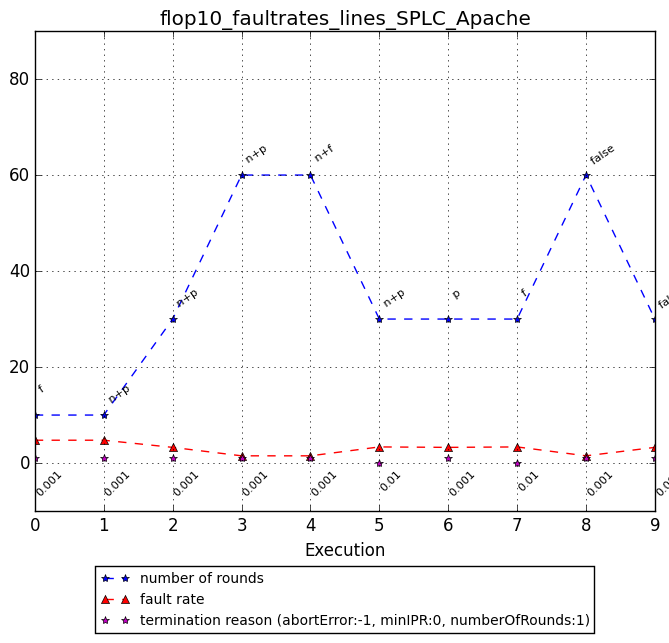 flop10_faultrates_lines_SPLC_Apache
80
60
40
20
0
n+p
n+f
false
n+p
n+p
p
f
f
n+p
0.001
0.001
0.001
0.001
0.001
0.01
0.001
0.01
0.001
0 1 2 3 4 5 6 7 8 9
Execution
number of rounds
fault rate
termination reason (abortError:-1, minIPR:0, numberOfRounds:1)